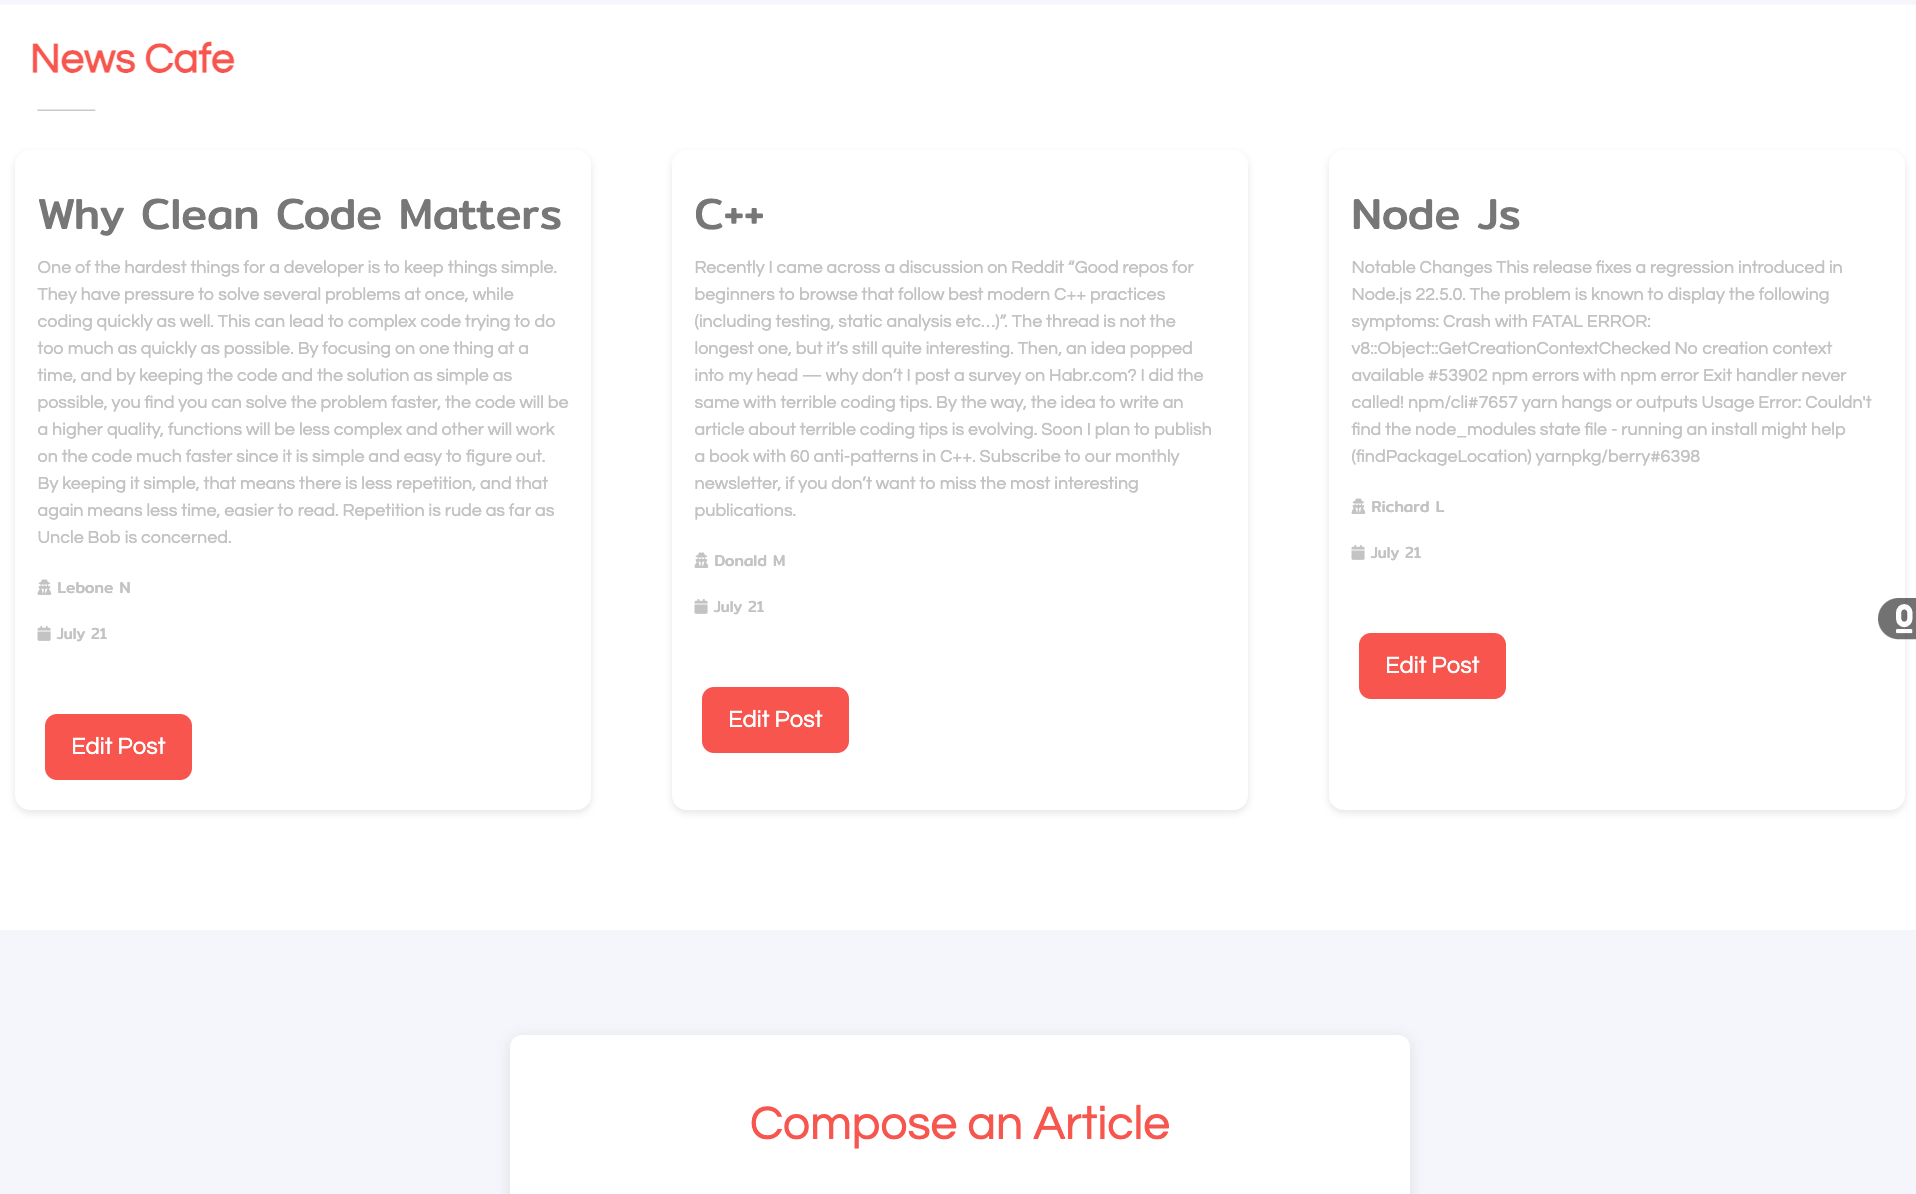 News Cafe
Why Clean Code Matters
One of the hardest things for a developer is to keep things simple.
They have pressure to solve several problems at once, while
coding quickly as well. This can lead to complex code trying to do
too much as quickly as possible. By focusing on one thing at a
time, and by keeping the code and the solution as simple as
possible, you find you can solve the problem faster, the code will be
a higher quality, functions will be less complex and other will work
on the code much faster since it is simple and easy to figure out.
By keeping it simple, that means there is less repetition, and that
again means less time, easier to read. Repetition is rude as far as
Uncle Bob is concerned.
Lebone N
July 21
Edit Post
C++
Recently I came across a discussion on Reddit “Good repos for
beginners to browse that follow best modern C++ practices
(including testing, static analysis etc…)”. The thread is not the
longest one, but it’s still quite interesting. Then, an idea popped
into my head — why don’t I post a survey on Habr.com? I did the
same with terrible coding tips. By the way, the idea to write an
article about terrible coding tips is evolving. Soon I plan to publish
a book with 60 anti-patterns in C++. Subscribe to our monthly
newsletter, if you don’t want to miss the most interesting
publications.
Donald M
July 21
Edit Post
Node Js
Notable Changes This release fixes a regression introduced in
Node.js 22.5.0. The problem is known to display the following
symptoms: Crash with FATAL ERROR:
v8::Object::GetCreationContextChecked No creation context
available #53902 npm errors with npm error Exit handler never
called! npm/cli#7657 yarn hangs or outputs Usage Error: Couldn't
find the node_modules state file - running an install might help
(findPackageLocation) yarnpkg/berry#6398
Richard L
July 21
Edit Post
0
Compose an Article